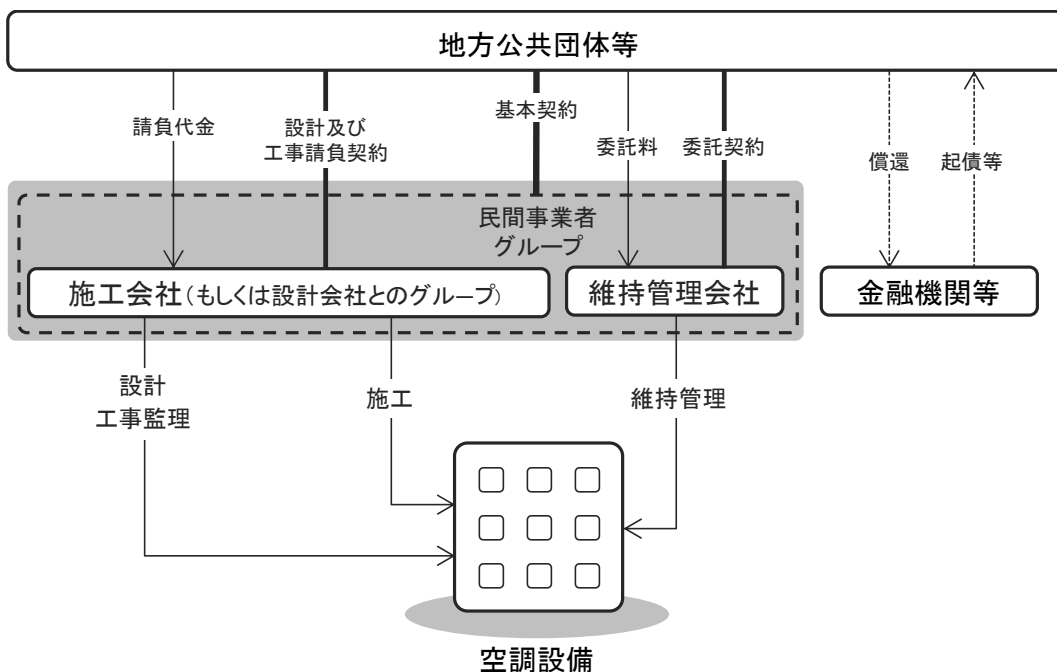 地方公共団体等
請負代金
設計及び
工事請負契約
基本契約
委託料
委託契約
償還
起債等
民間事業者
グループ
施工会社(もしくは設計会社とのグループ)
維持管理会社
金融機関等
設計
工事監理
施工
維持管理
空調設備